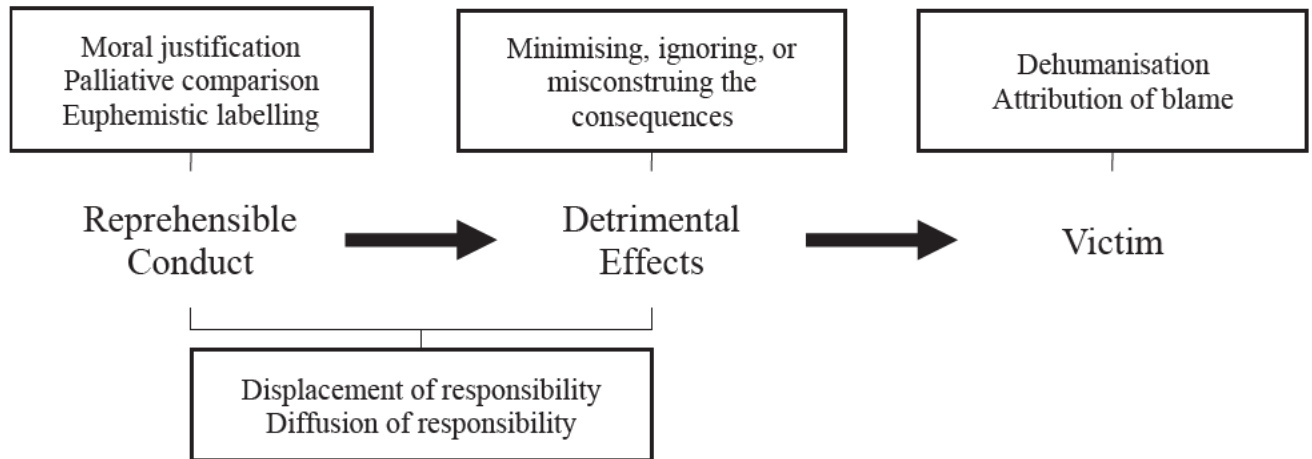 Moral justification
Palliative comparison
Euphemistic labelling
Minimising, ignoring, or
misconstruing the
consequences
Dehumanisation
Attribution of blame
Reprehensible
Conduct
Detrimental
Effects
Victim
Displacement of responsibility
Diffusion of responsibility